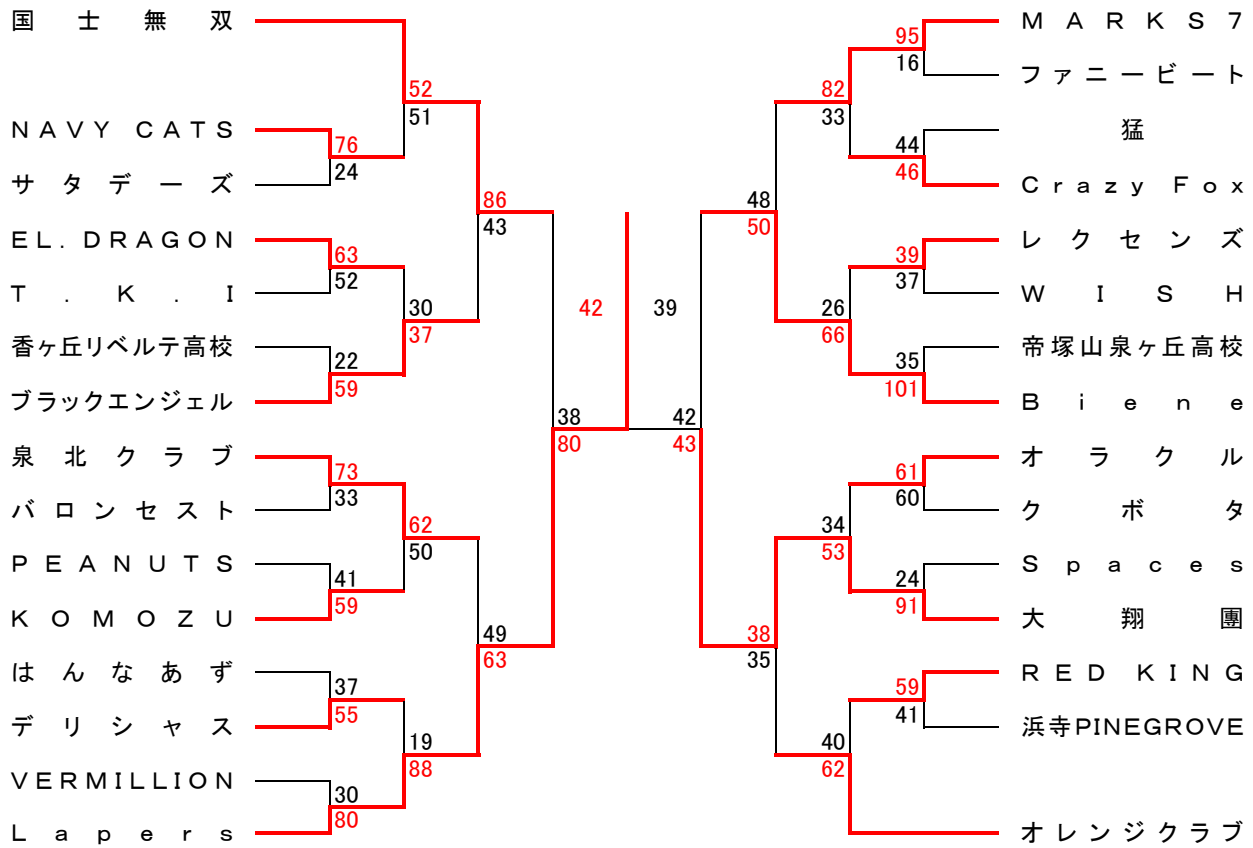 国士無双
NAVY CATS
サタデーズ
EL. DRAGON
T.K.I
香ヶ丘リベルテ高校
ブラックエンジェル
泉北クラブ
バロンセスト
PEANUTS
KOMOZU
はんなあず
デリシャス
VERMILLION
Lapers
76
24
63
52
22
59
73
33
41
59
37
55
30
80
52
51
30
37
62
50
19
88
86
43
49
63
38
80
42
39
42
43
48
50
38
35
82
33
26
66
34
53
40
62
95
16
44
46
39
37
35
101
61
60
24
91
59
41
MARKS7
ファニービート
猛
Crazy Fox
レクセンズ
WISH
帝塚山泉ヶ丘高校
Biene
オラクル
クボタ
Spaces
大翔團
RED KING
浜寺PINEGROVE
オレンジクラブ